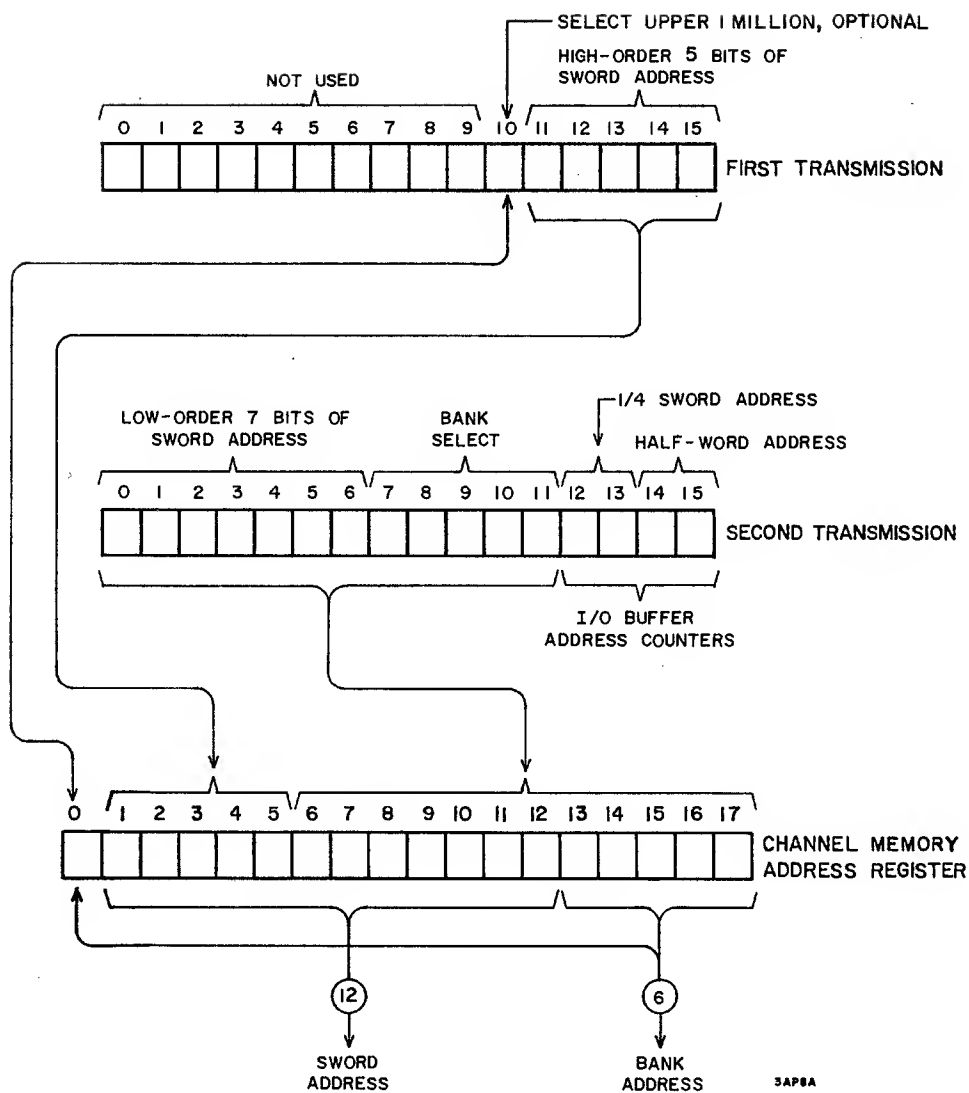 SELECT UPPER 1 MILLION, OPTIONAL
HIGH-ORDER 5 BITS OF
SWORD ADDRESS
NOT USED
0 1 2 3 4 5 6 7 8 9 10 11 12 13 14 15
FIRST TRANSMISSION
1/4 SWORD ADDRESS
LOW-ORDER 7 BITS OF
SWORD ADDRESS
BANK
SELECT
HALF-WORD ADDRESS
0 1 2 3 4 5 6 7 8 9 10 11 12 13 14 15
SECOND TRANSMISSION
I/O BUFFER
ADDRESS COUNTERS
0 1 2 3 4 5 6 7 8 9 10 11 12 13 14 15 16 17
CHANNEL MEMORY
ADDRESS REGISTER
12
6
SWORD
ADDRESS
BANK
ADDRESS
3AP8A